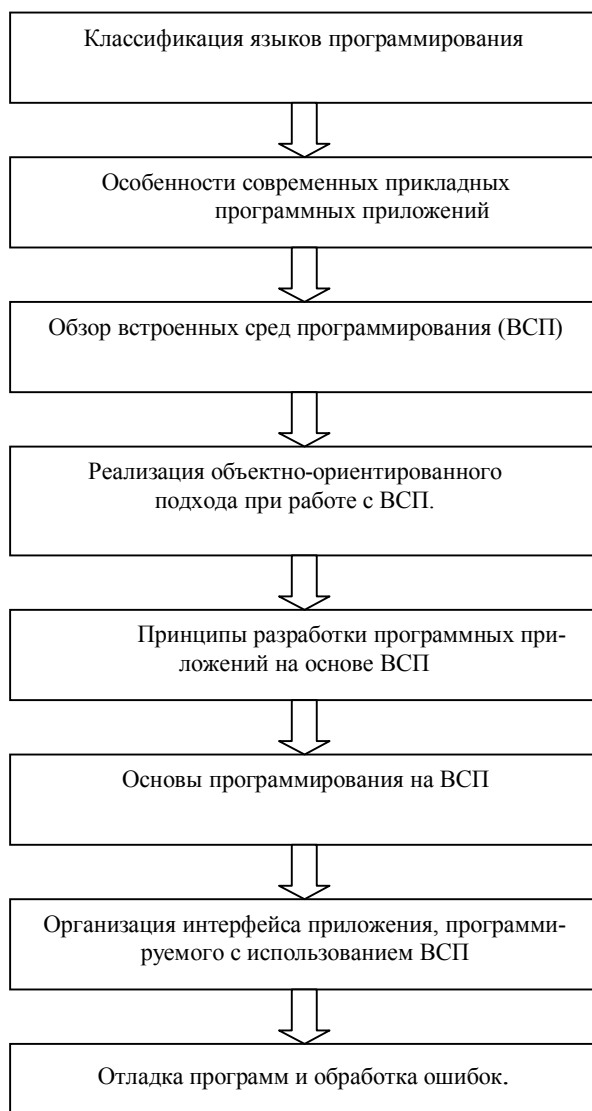 Классификация языков программирования
Особенности современных прикладных
программных приложений
Обзор встроенных сред программирования (ВСП)
Реализация объектно-ориентированного
подхода при работе с ВСП.
Принципы разработки программных при-
ложений на основе ВСП
Основы программирования на ВСП
Организация интерфейса приложения, программи-
руемого с использованием ВСП
Отладка программ и обработка ошибок.